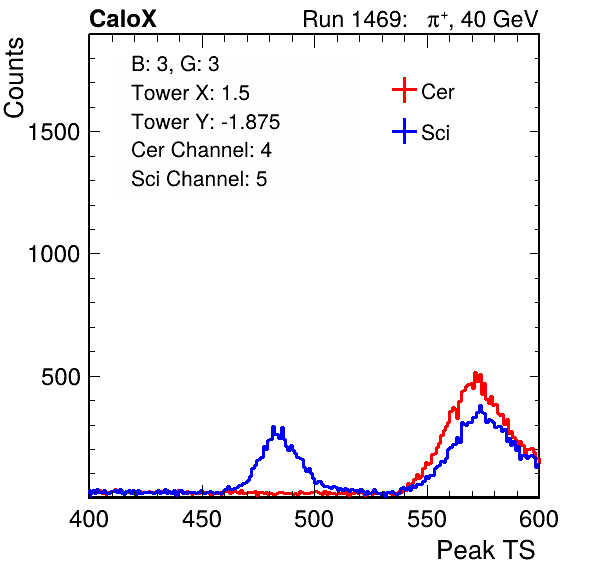 CaloX Run 1469: π+, 40 GeV
Counts
B: 3, G: 3
Tower X: 1.5
Tower Y: -1.875
Cer Channel: 4
Sci Channel: 5
Cer
Sci
1500
1000
500
400 450 500 550 600
Peak TS